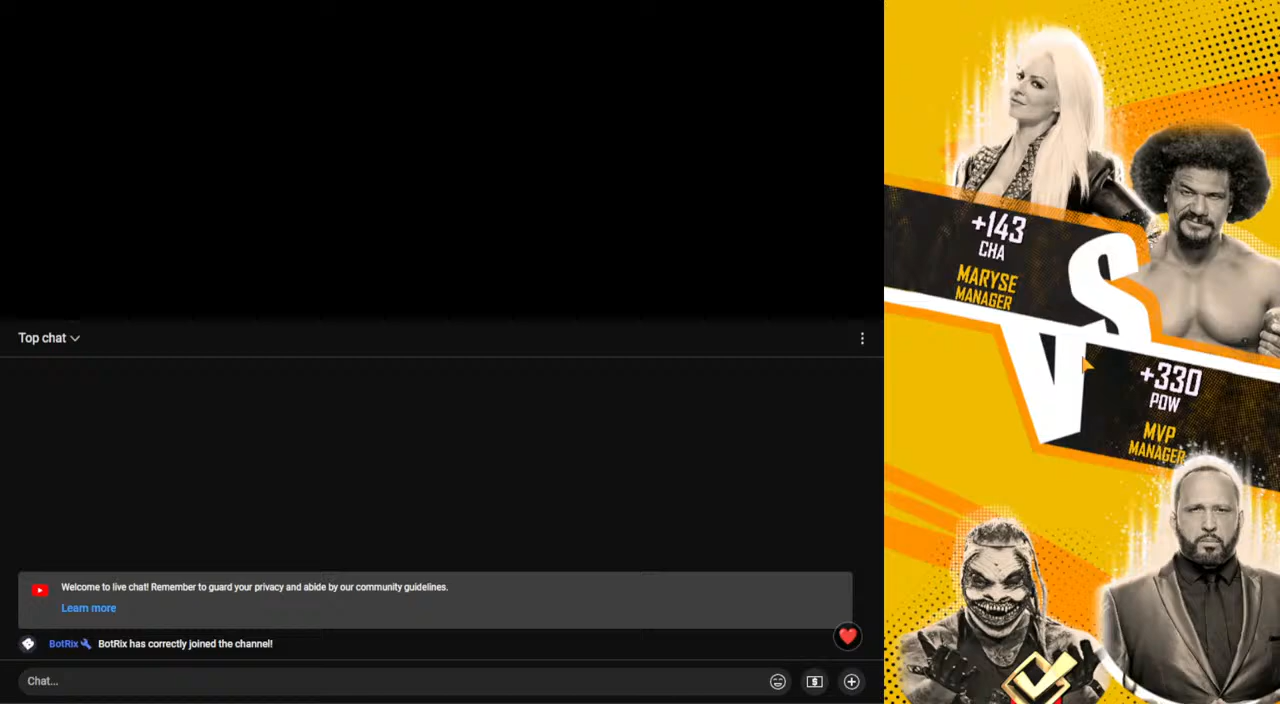 Top chat
Welcome to live chat! Remember to guard your privacy and abide by our community guidelines.
Learn more
BotRix BotRix has correctly joined the channel!
Chat...
+143
CHA
MARYSE
MANAGER
VS
+330
POW
MVP
MANAGER